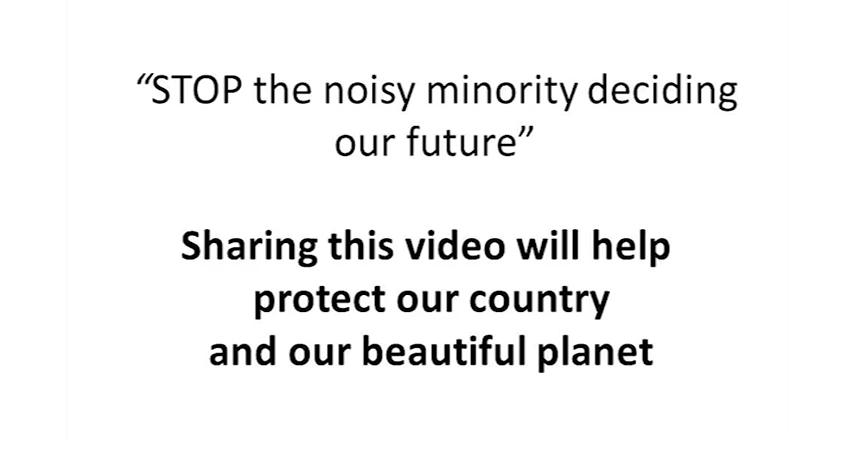 “STOP the noisy minority deciding
our future”
Sharing this video will help
protect our country
and our beautiful planet